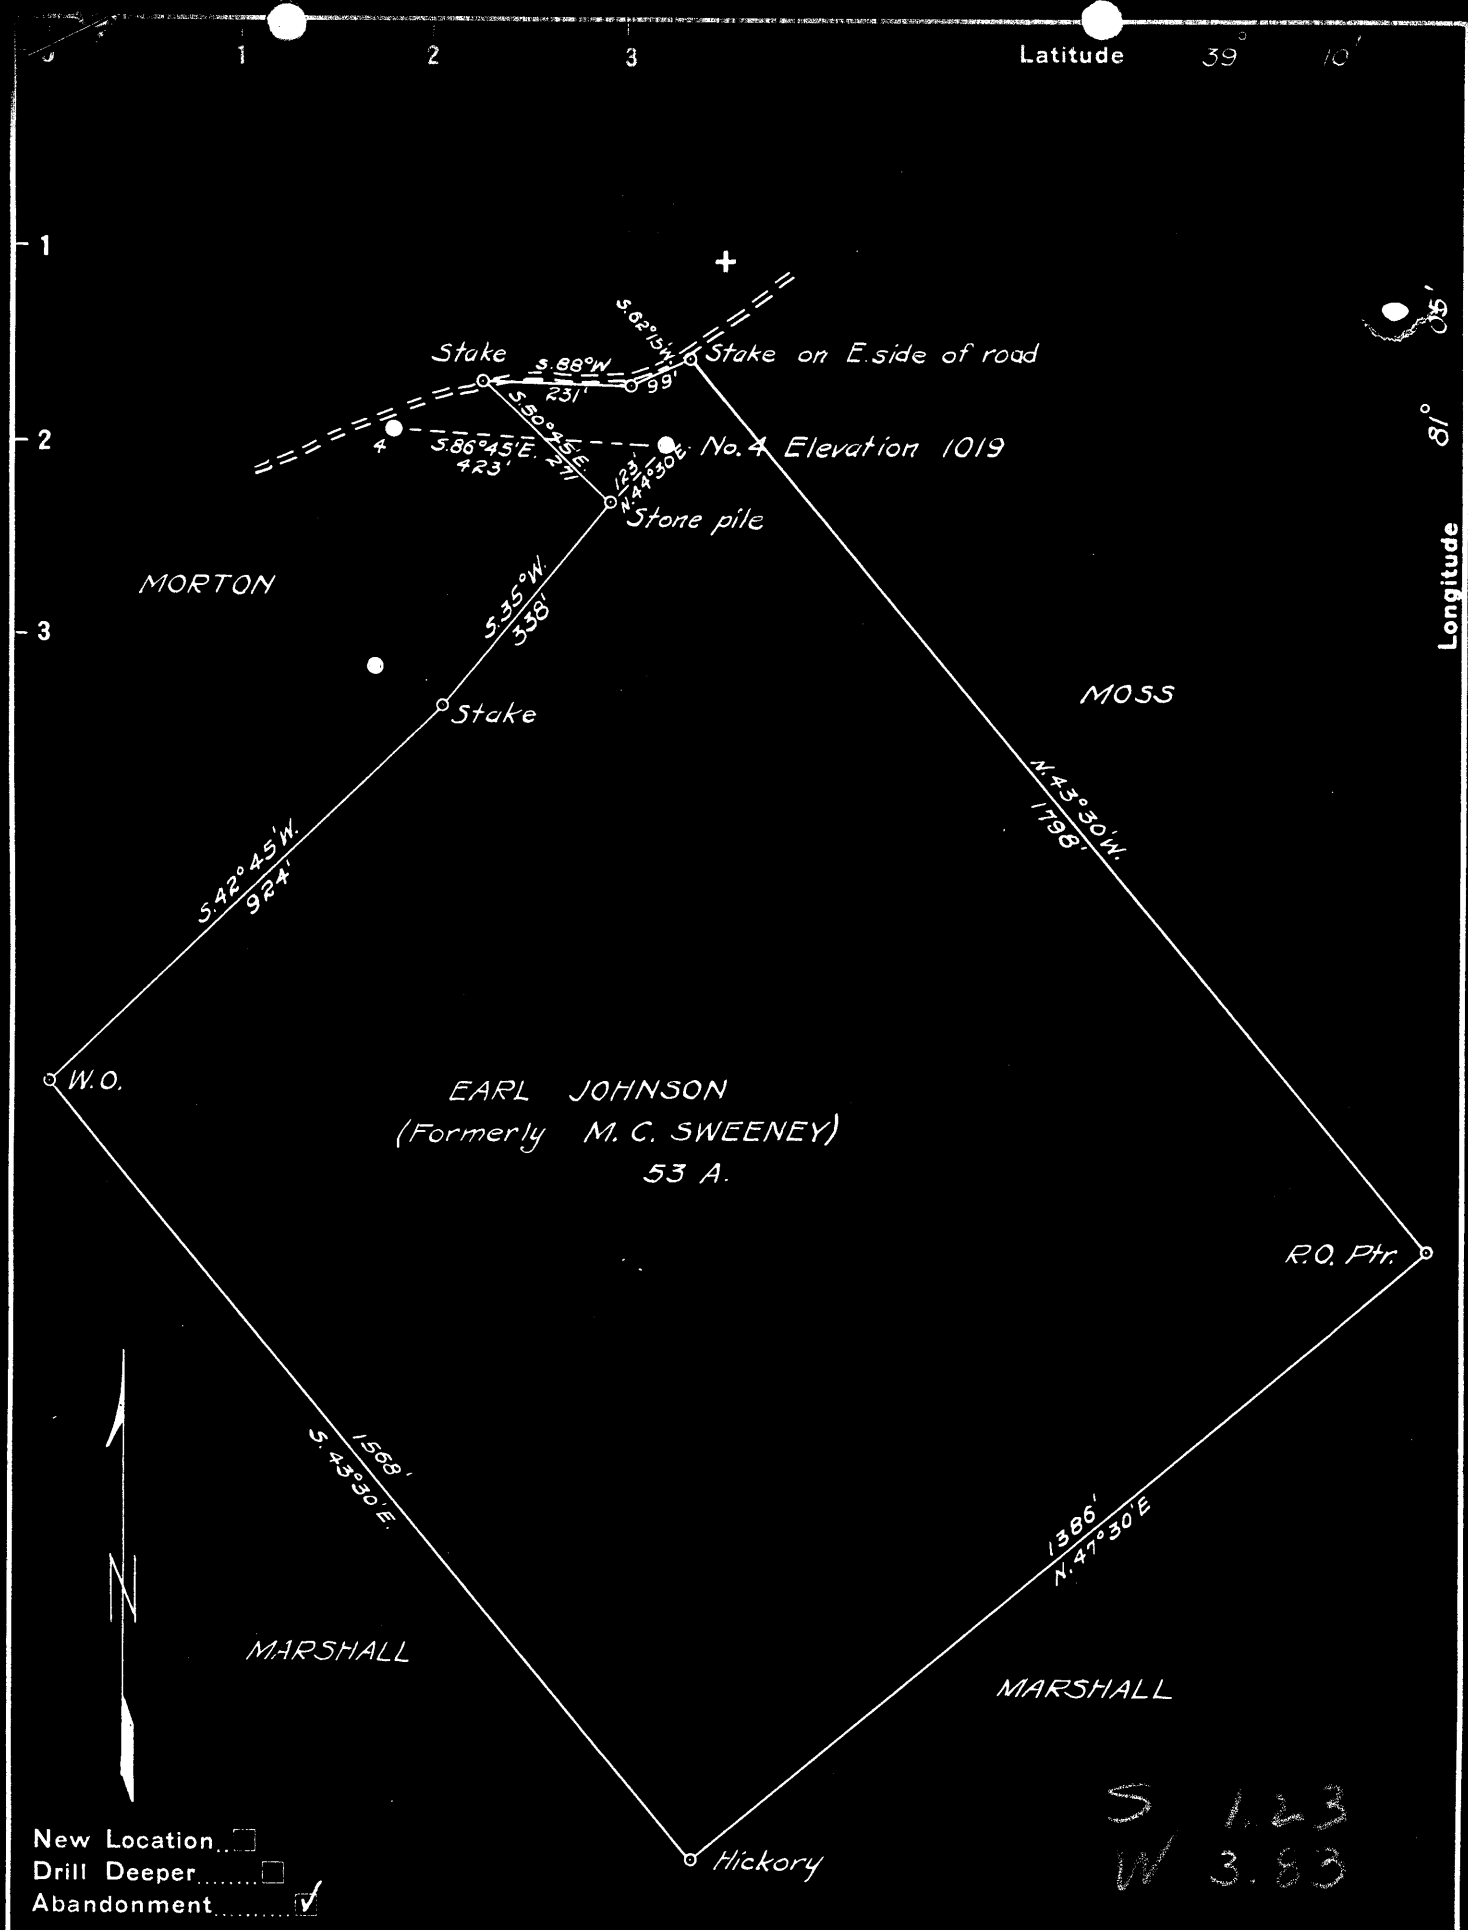 1 2 3
Latitude 39° 10'
1
2
3
05'
81°
Longitude
S.62°15'W.
Stake
S.88°W
231'
99'
Stake on E.side of road
4
S.86°45'E.
423'
S.50°45'E.
271'
No.4 Elevation 1019
123'
N.44°30'E.
Stone pile
MORTON
S.35°W.
338'
Stake
MOSS
N.43°30'W.
1798'
S.42°45'W.
924'
W.O.
EARL JOHNSON
(Formerly M.C. SWEENEY)
53 A.
R.O. Ptr.
1568'
S.43°30'E.
1386'
N.47°30'E
N
MARSHALL
MARSHALL
Hickory
S 1.23
W 3.83
New Location..
Drill Deeper.......
Abandonment......... ✓